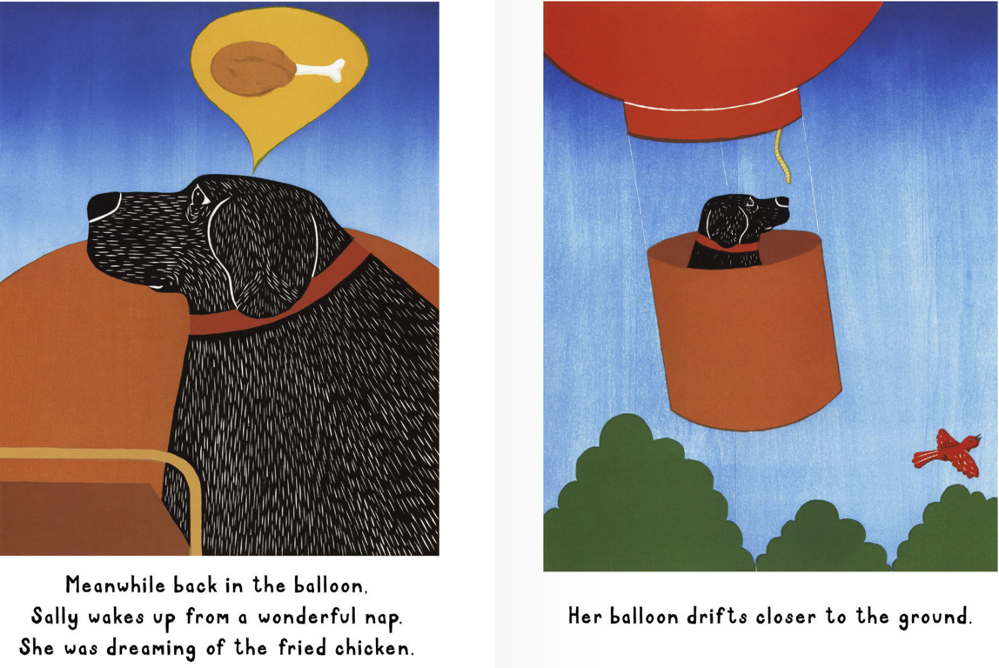 Meanwhile back in the balloon,
Sally wakes up from a wonderful nap.
She was dreaming of the fried chicken.
Her balloon drifts closer to the ground.